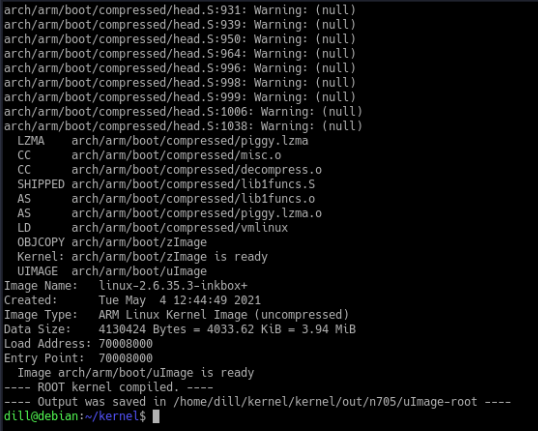 arch/arm/boot/compressed/head.S:931: Warning: (null)
arch/arm/boot/compressed/head.S:939: Warning: (null)
arch/arm/boot/compressed/head.S:950: Warning: (null)
arch/arm/boot/compressed/head.S:964: Warning: (null)
arch/arm/boot/compressed/head.S:996: Warning: (null)
arch/arm/boot/compressed/head.S:998: Warning: (null)
arch/arm/boot/compressed/head.S:999: Warning: (null)
arch/arm/boot/compressed/head.S:1006: Warning: (null)
arch/arm/boot/compressed/head.S:1038: Warning: (null)
  LZMA    arch/arm/boot/compressed/piggy.lzma
  CC      arch/arm/boot/compressed/misc.o
  CC      arch/arm/boot/compressed/decompress.o
  SHIPPED arch/arm/boot/compressed/lib1funcs.S
  AS      arch/arm/boot/compressed/lib1funcs.o
  AS      arch/arm/boot/compressed/piggy.lzma.o
  LD      arch/arm/boot/compressed/vmlinux
  OBJCOPY arch/arm/boot/zImage
  Kernel: arch/arm/boot/zImage is ready
  UIMAGE  arch/arm/boot/uImage
Image Name:   linux-2.6.35.3-inkbox+
Created:      Tue May  4 12:44:49 2021
Image Type:   ARM Linux Kernel Image (uncompressed)
Data Size:    4130424 Bytes = 4033.62 KiB = 3.94 MiB
Load Address: 70008000
Entry Point:  70008000
  Image arch/arm/boot/uImage is ready
---- ROOT kernel compiled. ----
---- Output was saved in /home/dill/kernel/kernel/out/n705/uImage-root ----
dill@debian:~/kernel$